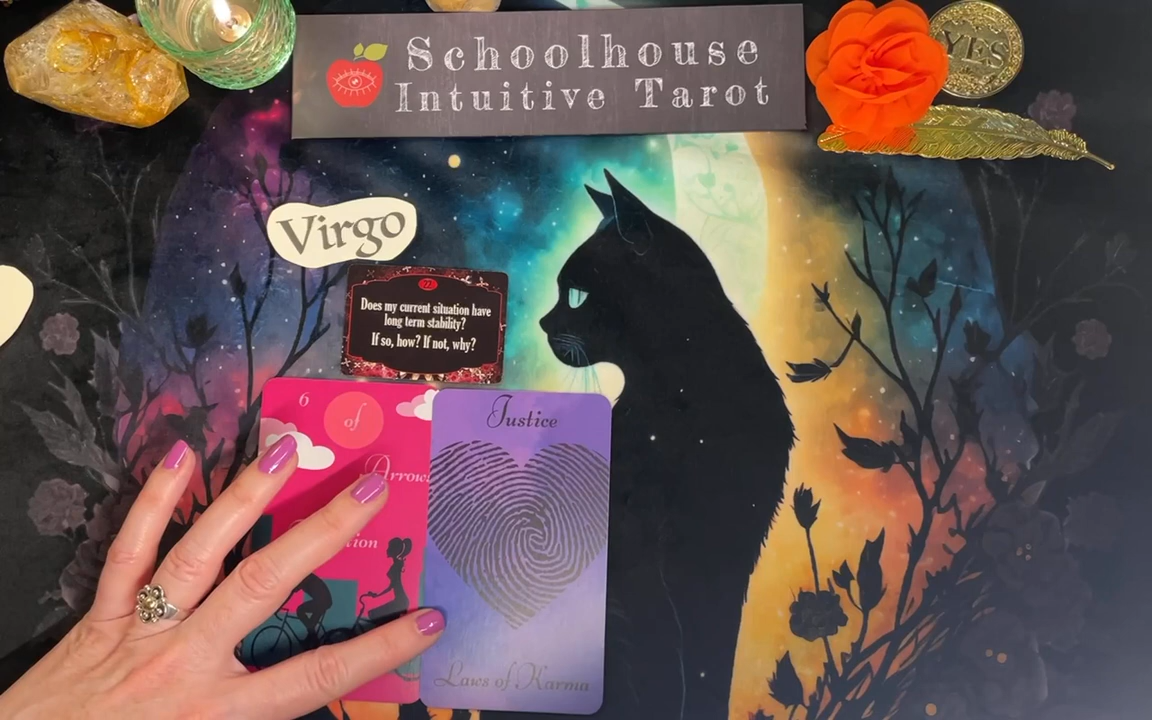 Schoolhouse
Intuitive Tarot
YES
Virgo
22
Does my current situation have
long term stability?
If so, how? If not, why?
6
of
Justice
Laws of Karma